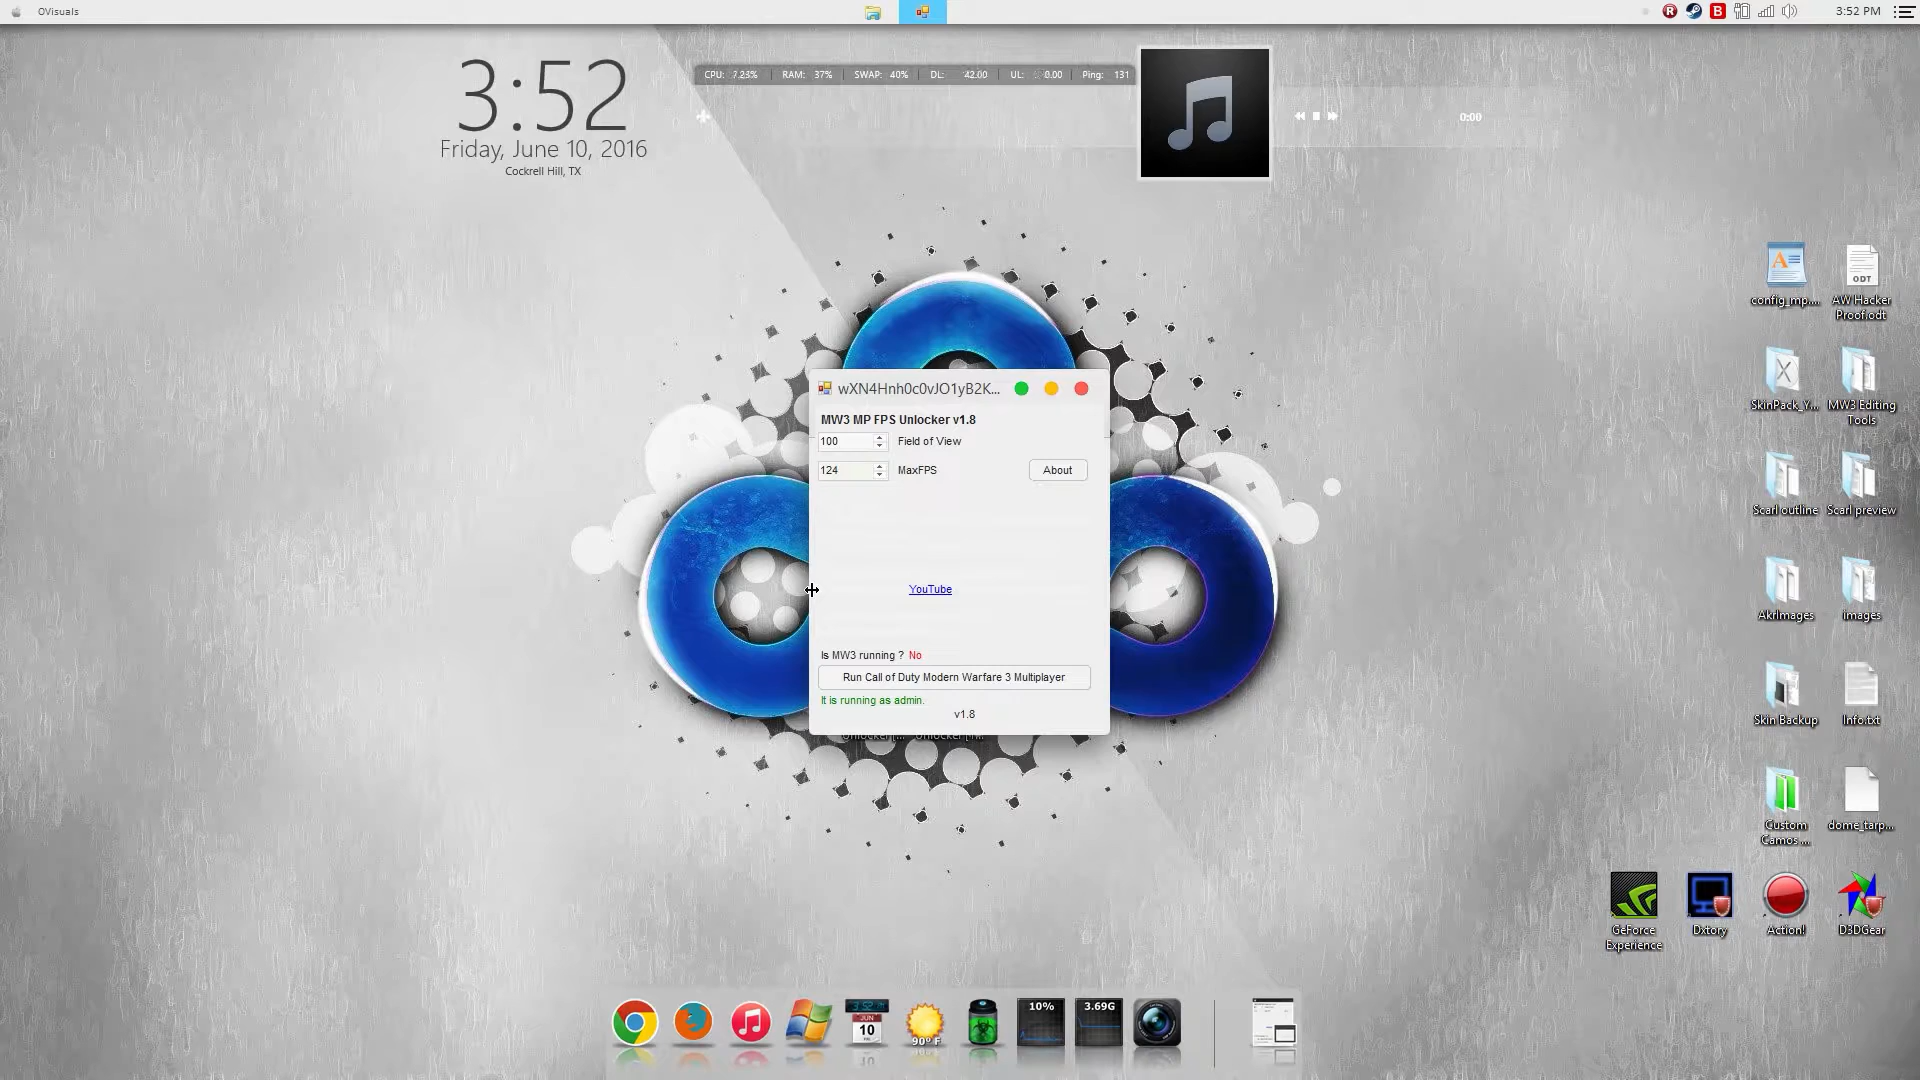 OVisuals
3:52 PM
3:52
Friday, June 10, 2016
Cockrell Hill, TX
CPU: 7.23% RAM: 37% SWAP: 40% DL: 42.00 UL: 0.00 Ping: 131
0:00
wXN4Hnh0c0vJO1yB2K...
MW3 MP FPS Unlocker v1.8
100 Field of View
124 MaxFPS About
YouTube
Is MW3 running ? No
Run Call of Duty Modern Warfare 3 Multiplayer
It is running as admin.
v1.8
config_mp....
AW Hacker
Proof.odt
ODT
SkinPack_Y...
MW3 Editing
Tools
Scarl outline
Scarl preview
AkrImages
images
Skin Backup
Info.txt
Custom
Camos ...
dome_tarp...
GeForce
Experience
Dxtory
Action!
D3DGear
JUN
10
90° F
10%
3.69G